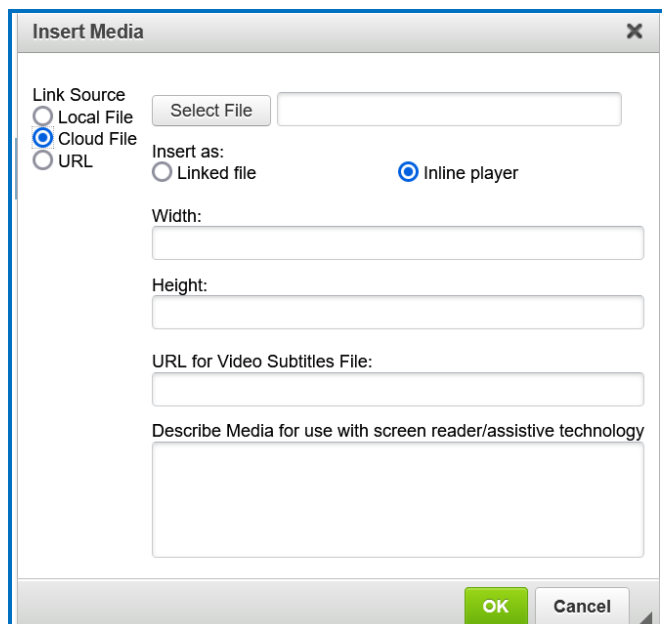 Insert Media
Link Source
Local File
Cloud File
URL
Select File
Insert as:
Linked file
Inline player
Width:
Height:
URL for Video Subtitles File:
Describe Media for use with screen reader/assistive technology
OK
Cancel